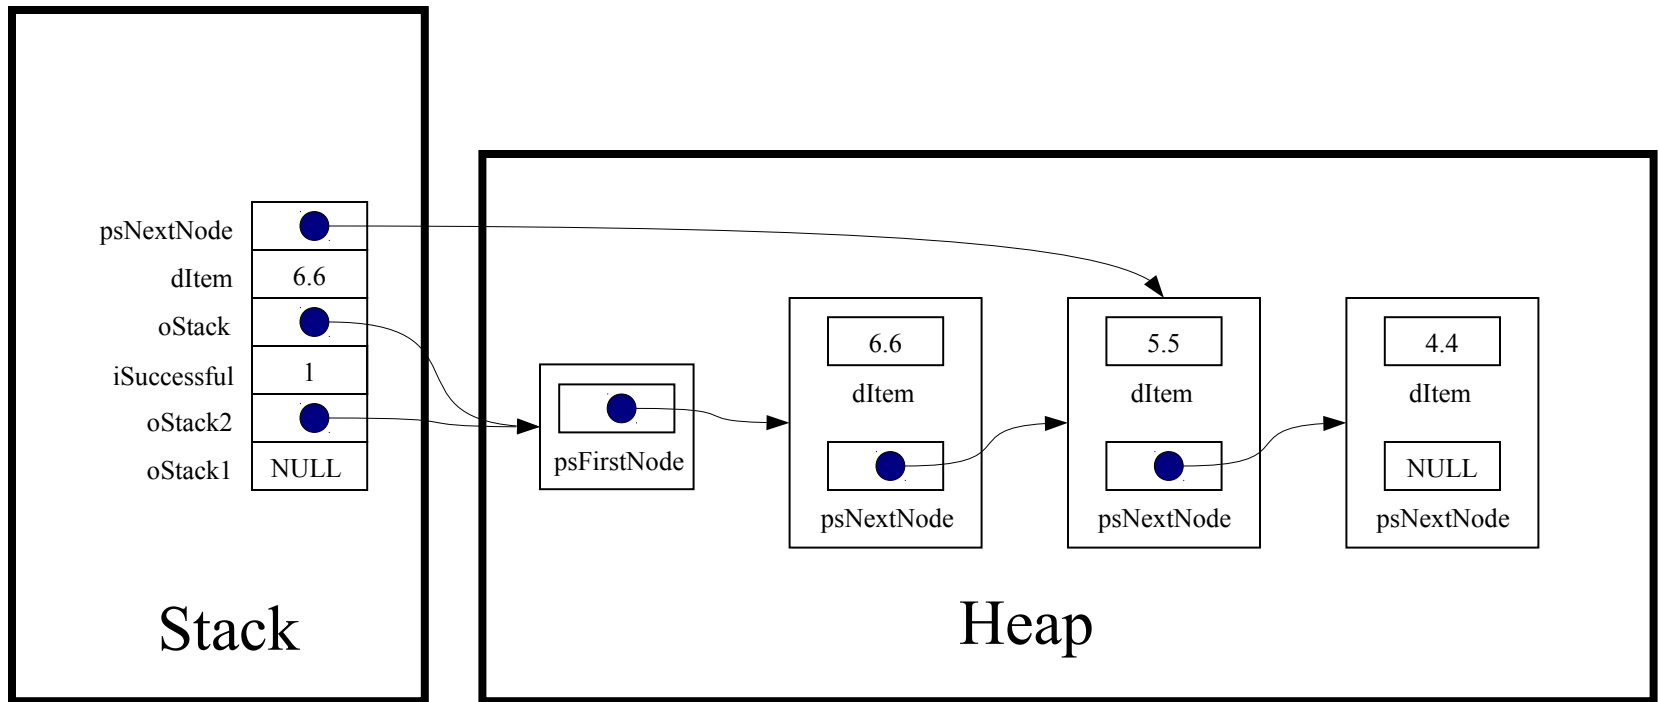 psNextNode
dItem 6.6
oStack
iSuccessful 1
oStack2
oStack1 NULL
Stack
psFirstNode
6.6
dItem
psNextNode
5.5
dItem
psNextNode
4.4
dItem
NULL
psNextNode
Heap